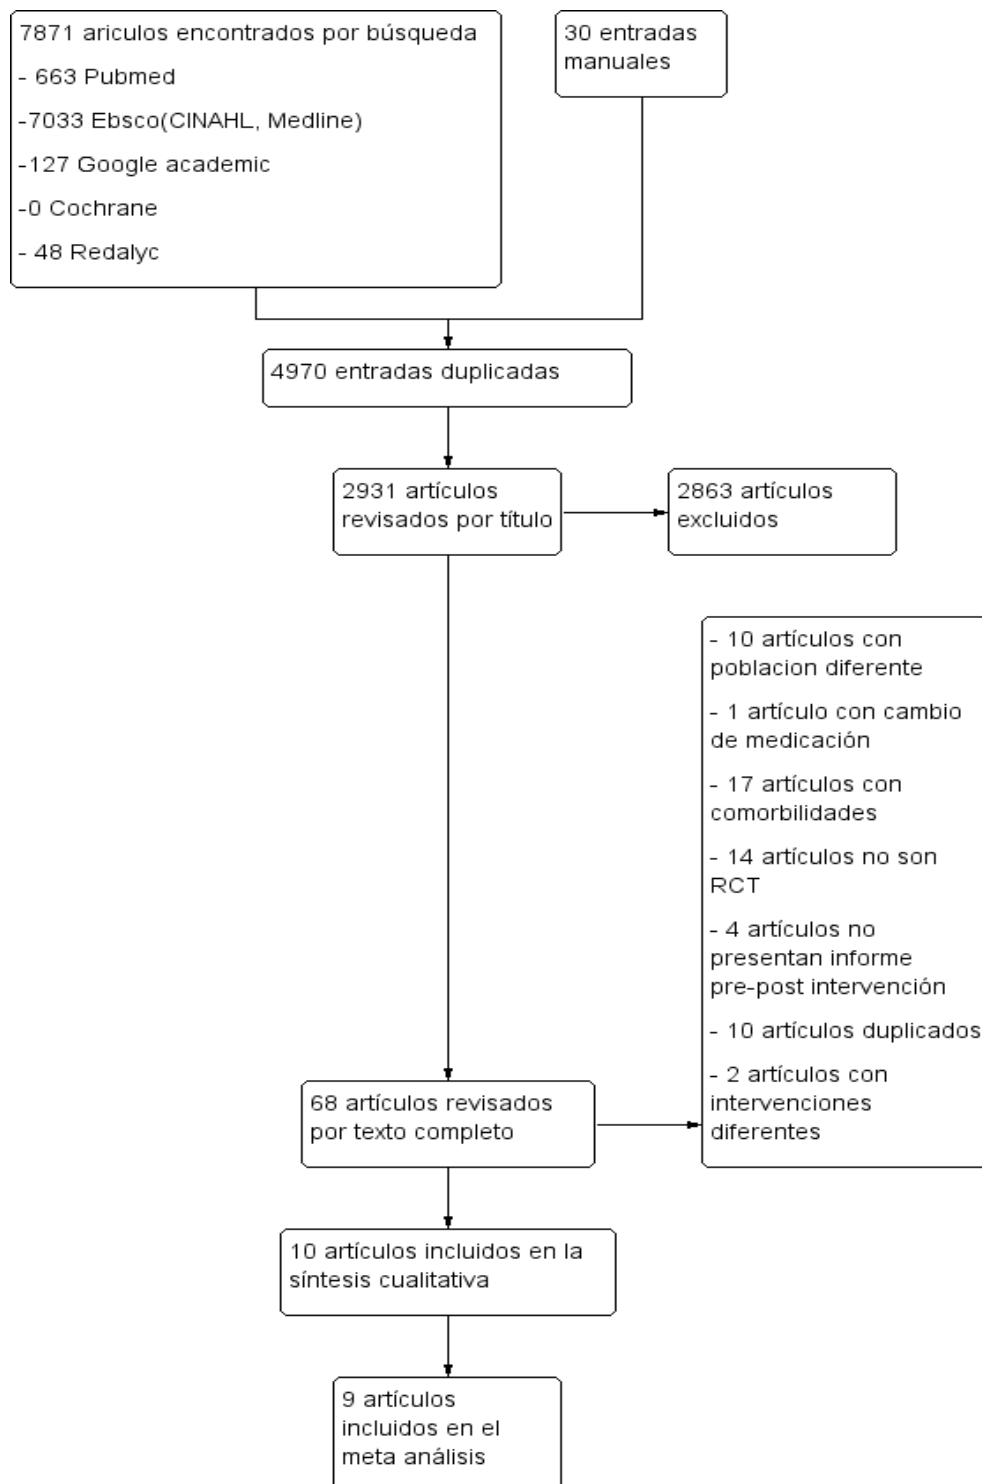 7871 ariculos encontrados por búsqueda
- 663 Pubmed
-7033 Ebsco(CINAHL, Medline)
-127 Google academic
-0 Cochrane
- 48 Redalyc
30 entradas
manuales
4970 entradas duplicadas
2931 artículos
revisados por título
2863 artículos
excluidos
- 10 artículos con
poblacion diferente
- 1 artículo con cambio
de medicación
- 17 artículos con
comorbilidades
- 14 artículos no son
RCT
- 4 artículos no
presentan informe
pre-post intervención
- 10 artículos duplicados
- 2 artículos con
intervenciones
diferentes
68 artículos revisados
por texto completo
10 artículos incluidos en la
síntesis cualitativa
9 artículos
incluidos en el
meta análisis